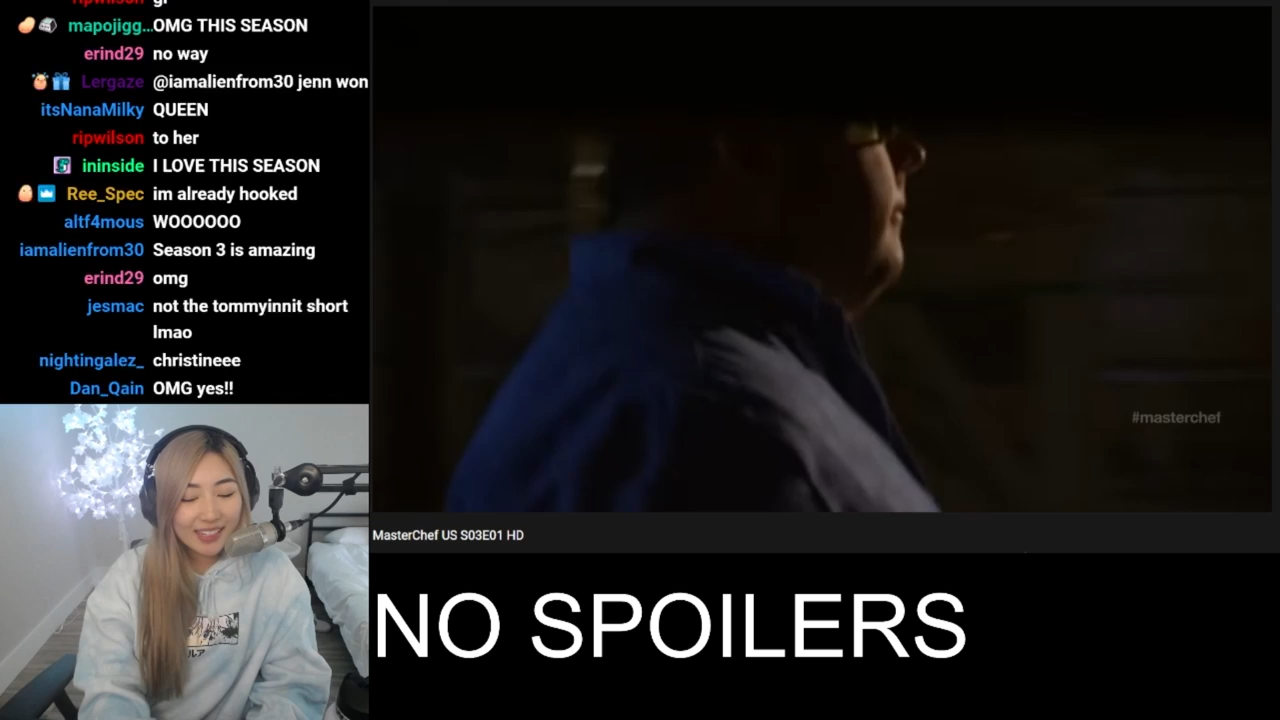 ripwilson gr
mapojigg... OMG THIS SEASON
erind29 no way
Lergaze @iamalienfrom30 jenn won
itsNanaMilky QUEEN
ripwilson to her
ininside I LOVE THIS SEASON
Ree_Spec im already hooked
altf4mous WOOOOOO
iamalienfrom30 Season 3 is amazing
erind29 omg
jesmac not the tommyinnit short
lmao
nightingalez_ christineee
Dan_Qain OMG yes!!
#masterchef
MasterChef US S03E01 HD
NO SPOILERS